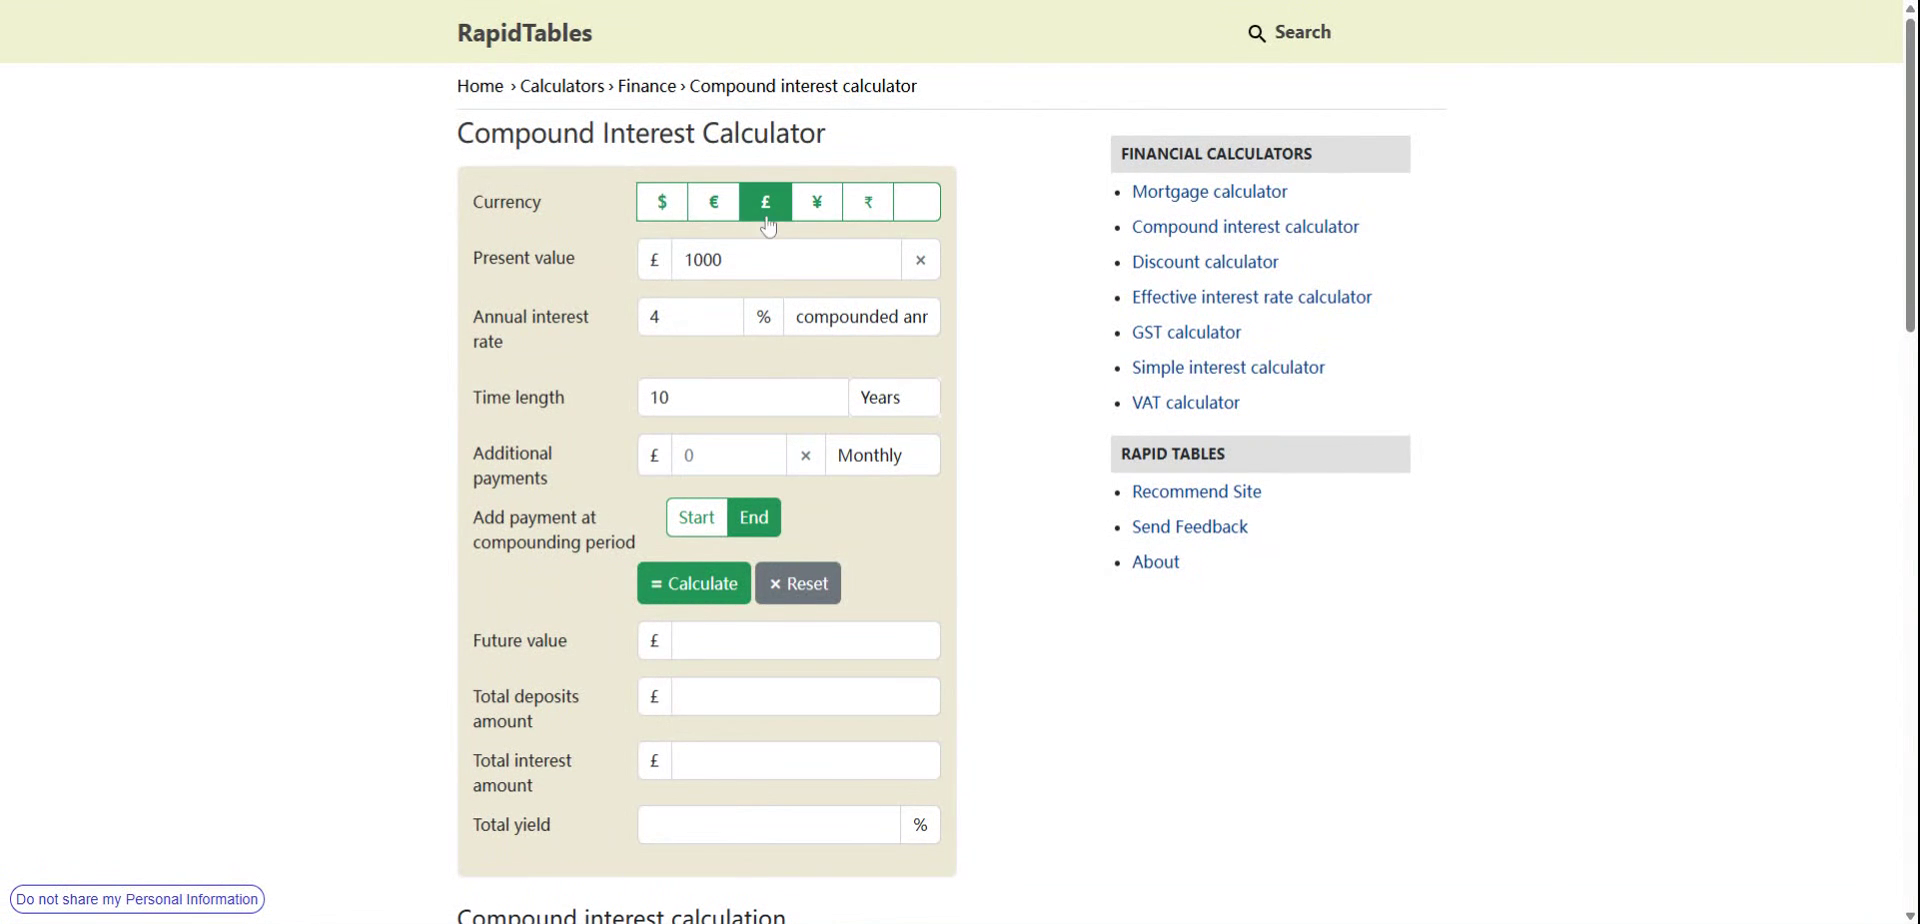 RapidTables
Search
Home › Calculators › Finance › Compound interest calculator
Compound Interest Calculator
Currency
$ € £ ¥ ₹
Present value
£ 1000 ×
Annual interest
rate
4 % compounded anr
Time length
10 Years
Additional
payments
£ 0 × Monthly
Add payment at
compounding period
Start End
= Calculate × Reset
Future value
£
Total deposits
amount
£
Total interest
amount
£
Total yield
%
Compound interest calculation
FINANCIAL CALCULATORS
• Mortgage calculator
• Compound interest calculator
• Discount calculator
• Effective interest rate calculator
• GST calculator
• Simple interest calculator
• VAT calculator
RAPID TABLES
• Recommend Site
• Send Feedback
• About
Do not share my Personal Information